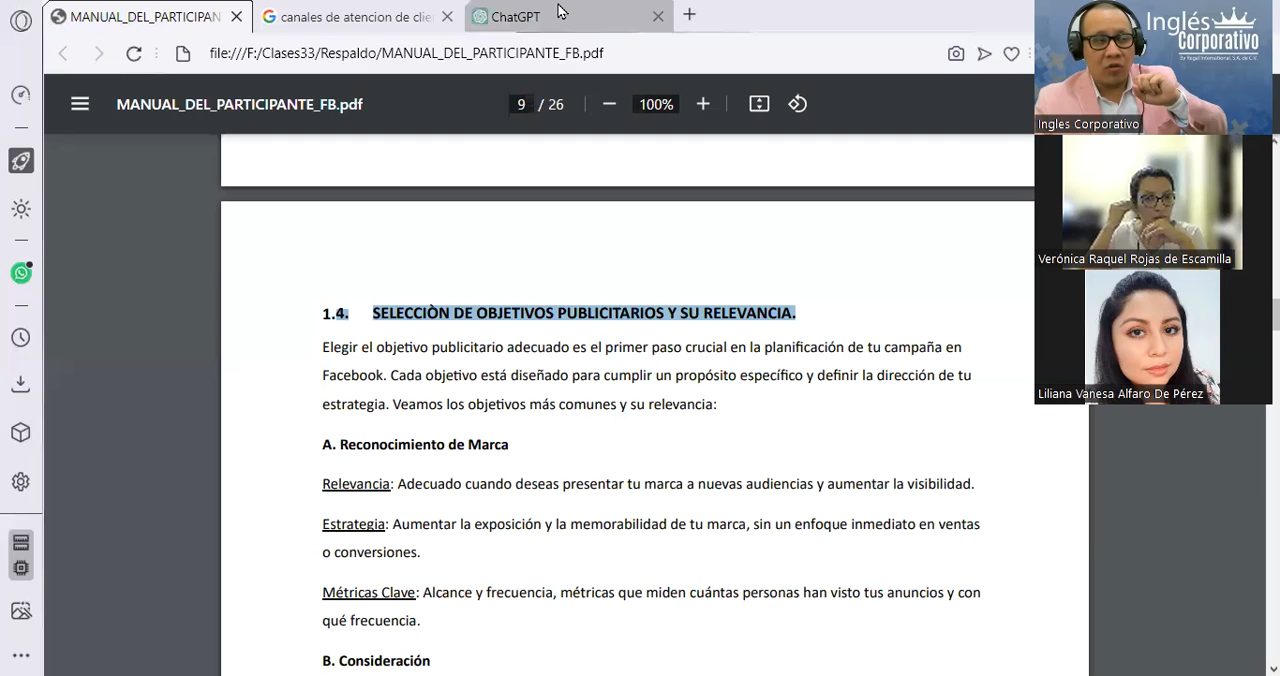 MANUAL_DEL_PARTICIPAN
canales de atencion de clie
ChatGPT
file:///F:/Clases33/Respaldo/MANUAL_DEL_PARTICIPANTE_FB.pdf
MANUAL_DEL_PARTICIPANTE_FB.pdf
9 / 26
100%
1.4. SELECCIÒN DE OBJETIVOS PUBLICITARIOS Y SU RELEVANCIA.
Elegir el objetivo publicitario adecuado es el primer paso crucial en la planificación de tu campaña en
Facebook. Cada objetivo está diseñado para cumplir un propósito específico y definir la dirección de tu
estrategia. Veamos los objetivos más comunes y su relevancia:
A. Reconocimiento de Marca
Relevancia: Adecuado cuando deseas presentar tu marca a nuevas audiencias y aumentar la visibilidad.
Estrategia: Aumentar la exposición y la memorabilidad de tu marca, sin un enfoque inmediato en ventas
o conversiones.
Métricas Clave: Alcance y frecuencia, métricas que miden cuántas personas han visto tus anuncios y con
qué frecuencia.
B. Consideración
Inglés
Corporativo
By Regal International, S.A. de C.V.
Ingles Corporativo
Verónica Raquel Rojas de Escamilla
Liliana Vanesa Alfaro De Pérez